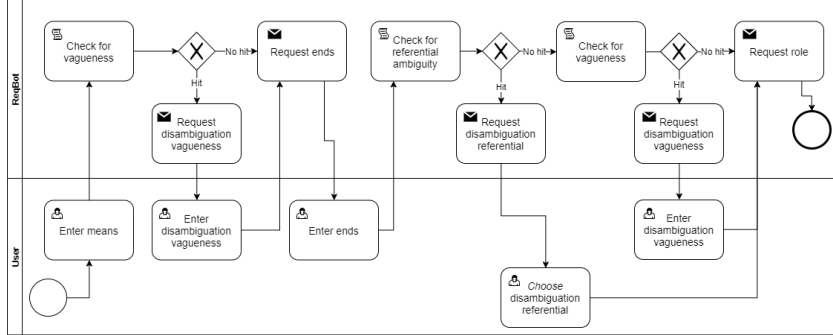 ReqBot
Check for
vagueness
No hit
Hit
Request ends
Check for
referential
ambiguity
No hit
Hit
Check for
vagueness
No hit
Hit
Request role
Request
disambiguation
vagueness
Request
disambiguation
referential
Request
disambiguation
vagueness
User
Enter means
Enter
disambiguation
vagueness
Enter ends
Enter
disambiguation
vagueness
Choose
disambiguation
referential